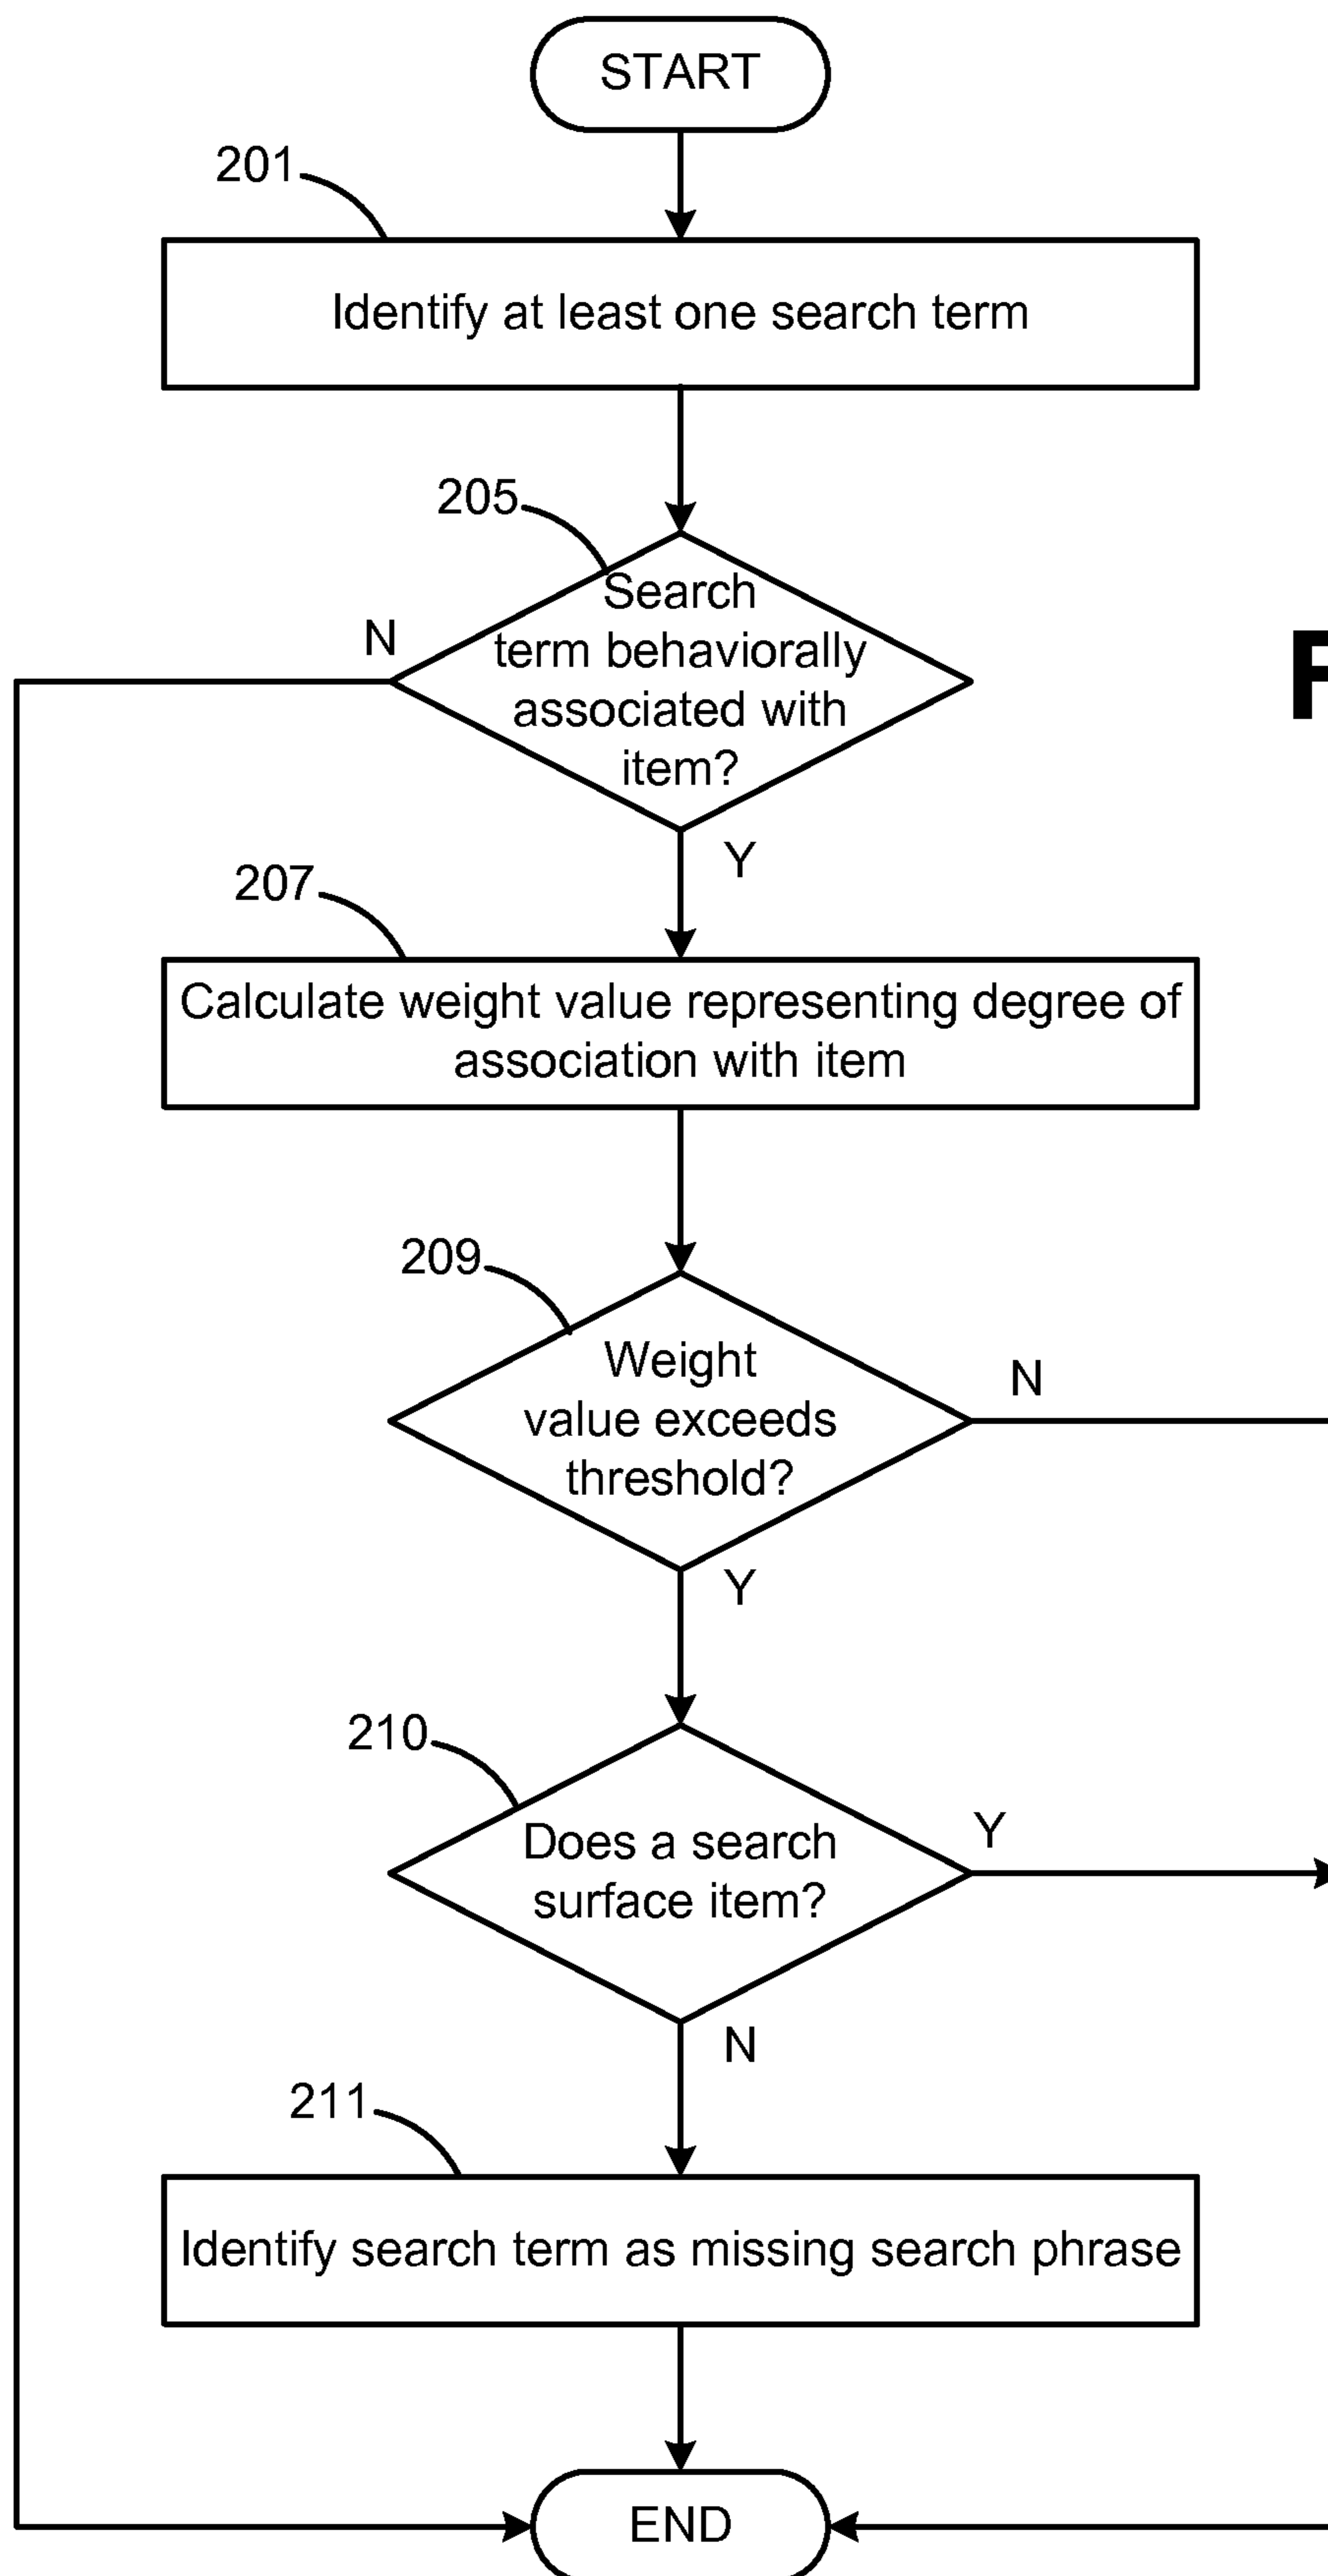 START
201
Identify at least one search term
205
Search
term behaviorally
associated with
item?
N
F
Y
207
Calculate weight value representing degree of
association with item
209
Weight
value exceeds
threshold?
N
Y
210
Does a search
surface item?
Y
N
211
Identify search term as missing search phrase
END